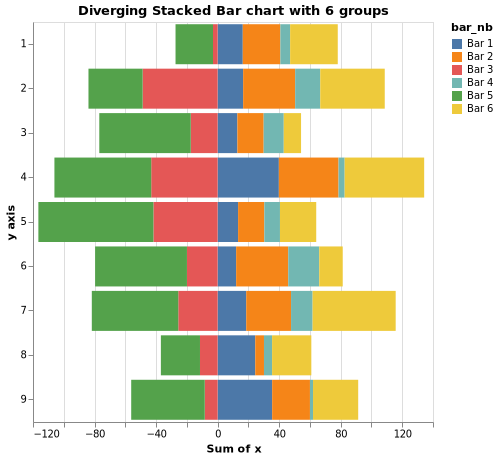 Diverging Stacked Bar chart with 6 groups
bar_nb
Bar 1
Bar 2
Bar 3
Bar 4
Bar 5
Bar 6
y axis
1
2
3
4
5
6
7
8
9
−120 −80 −40 0 40 80 120
Sum of x